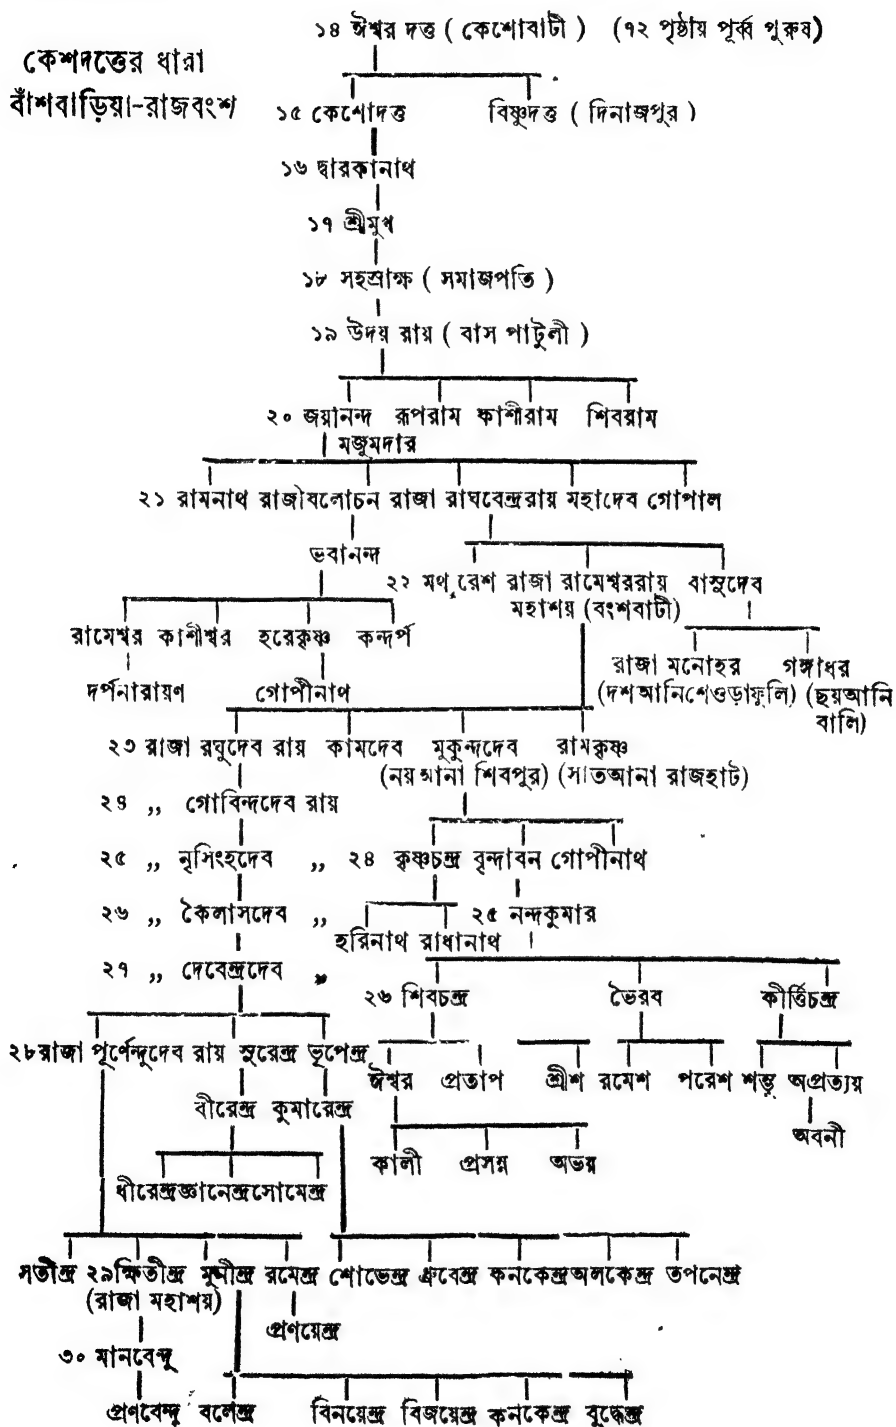 ১৪ ঈশ্বর দত্ত ( কেশোবাটী ) (৭২ পৃষ্ঠায় পূর্ব্ব পুরুষ)
কেশদত্তের ধারা
বাঁশবাড়িয়া-রাজবংশ
১৫ কেশোদত্ত বিষ্ণুদত্ত ( দিনাজপুর )
১৬ দ্বারকানাথ
১৭ শ্রীমুখ
১৮ সহস্রাক্ষ ( সমাজপতি )
১৯ উদয় রায় ( বাস পাটুলী )
২০ জয়ানন্দ রূপরাম কাশীরাম শিবরাম
মজুমদার
২১ রামনাথ রাজীবলোচন রাজা রাঘবেন্দ্ররায় মহাদেব গোপাল
ভবানন্দ
২২ মথুরেশ রাজা রামেশ্বররায় বাসুদেব
মহাশয় (বংশবাটী)
রামেশ্বর কাশীশ্বর হরেকৃষ্ণ কন্দর্প
রাজা মনোহর গঙ্গাধর
দর্পনারায়ণ গোপীনাথ
(দশআনিশেওড়াফুলি) (ছয়আনি
বালি)
২৩ রাজা রঘুদেব রায় কামদেব মুকুন্দদেব রামকৃষ্ণ
(নয়আনা শিবপুর) (সাতআনা রাজহাট)
২৪ ,, গোবিন্দদেব রায়
২৫ ,, নৃসিংহদেব ,, ২৪ কৃষ্ণচন্দ্র বৃন্দাবন গোপীনাথ
২৬ ,, কৈলাসদেব ,, ২৫ নন্দকুমার
হরিনাথ রাধানাথ
২৭ ,, দেবেন্দ্রদেব ,,
২৬ শিবচন্দ্র ভৈরব কীর্ত্তিচন্দ্র
২৮রাজা পূর্ণেন্দুদেব রায় সুরেন্দ্র ভূপেন্দ্র
ঈশ্বর প্রতাপ শ্রীশ রমেশ পরেশ শম্ভু অপ্রত্যয়
বীরেন্দ্র কুমারেন্দ্র
অবনী
কালী প্রসন্ন অভয়
ধীরেন্দ্রজ্ঞানেন্দ্রসোমেন্দ্র
সতীন্দ্র ২৯ক্ষিতীন্দ্র মুনীন্দ্র রমেন্দ্র শোভেন্দ্র ধ্রুবেন্দ্র কনকেন্দ্রঅলকেন্দ্র তপনেন্দ্র
(রাজা মহাশয়)
প্রণয়েন্দ্র
৩০ মানবেন্দু
প্রণবেন্দু বলেন্দ্র বিনয়েন্দ্র বিজয়েন্দ্র কনকেন্দ্র বুদ্ধেন্দ্র